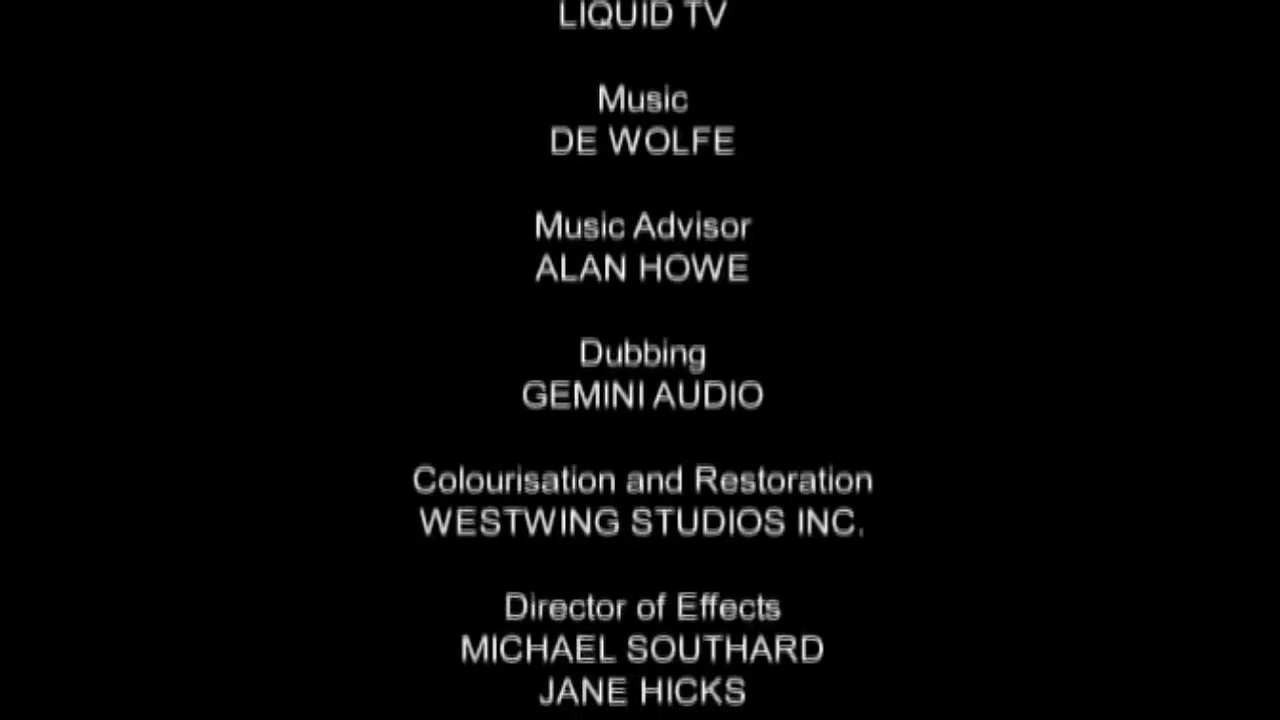 LIQUID TV
Music
DE WOLFE
Music Advisor
ALAN HOWE
Dubbing
GEMINI AUDIO
Colourisation and Restoration
WESTWING STUDIOS INC.
Director of Effects
MICHAEL SOUTHARD
JANE HICKS